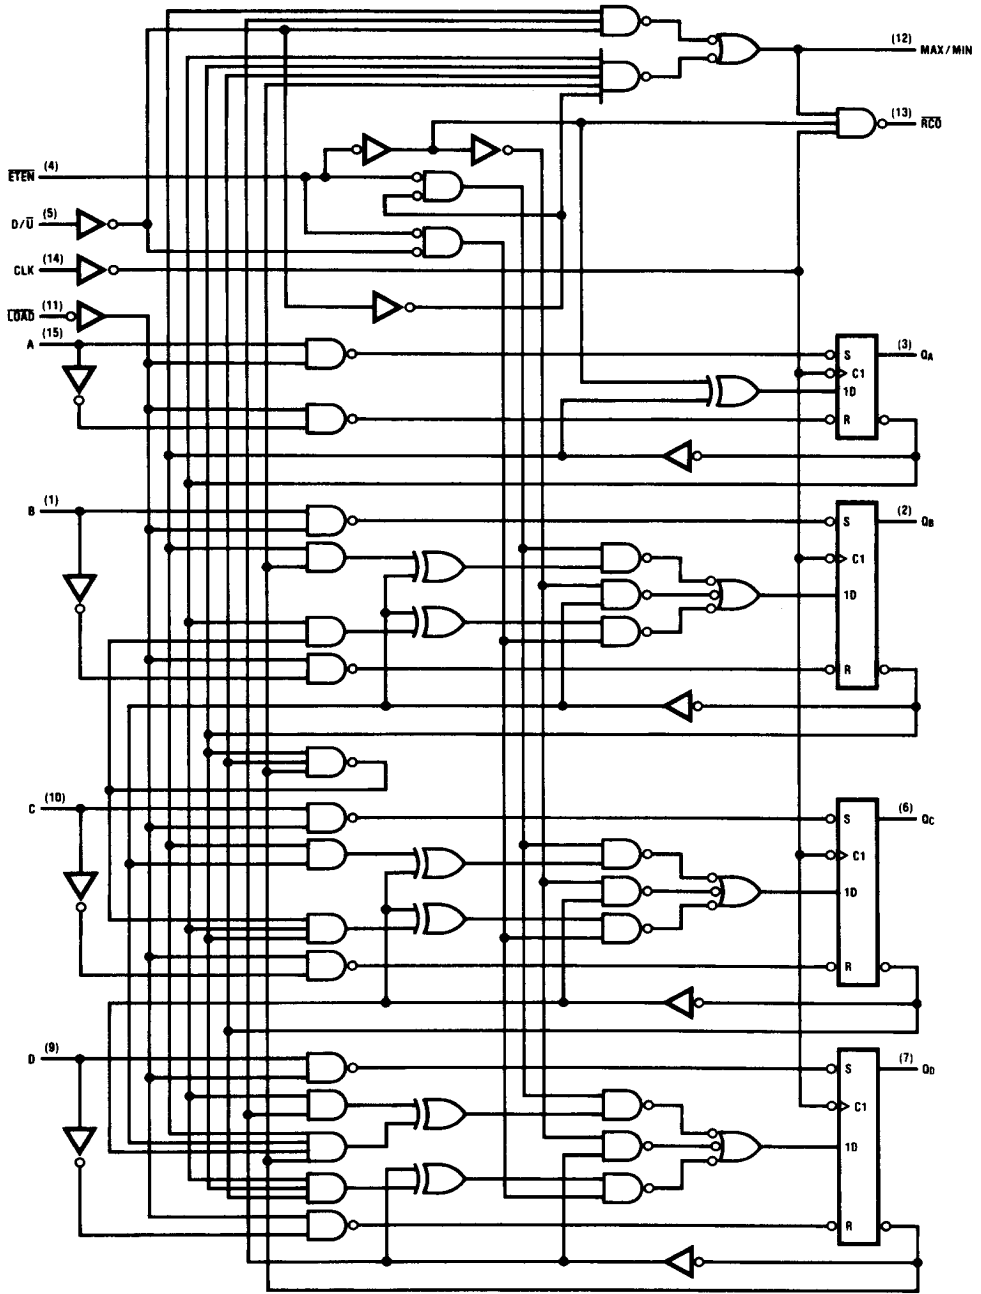 (12) MAX/MIN
(13) RCO
(4) ETEN
(5) D/U
(14) CLK
(11) LOAD
(15) A
S (3) QA
C1
1D
R
(1) B
S (2) QB
C1
1D
R
(10) C
S (6) QC
C1
1D
R
(9) D
S (7) QD
C1
1D
R